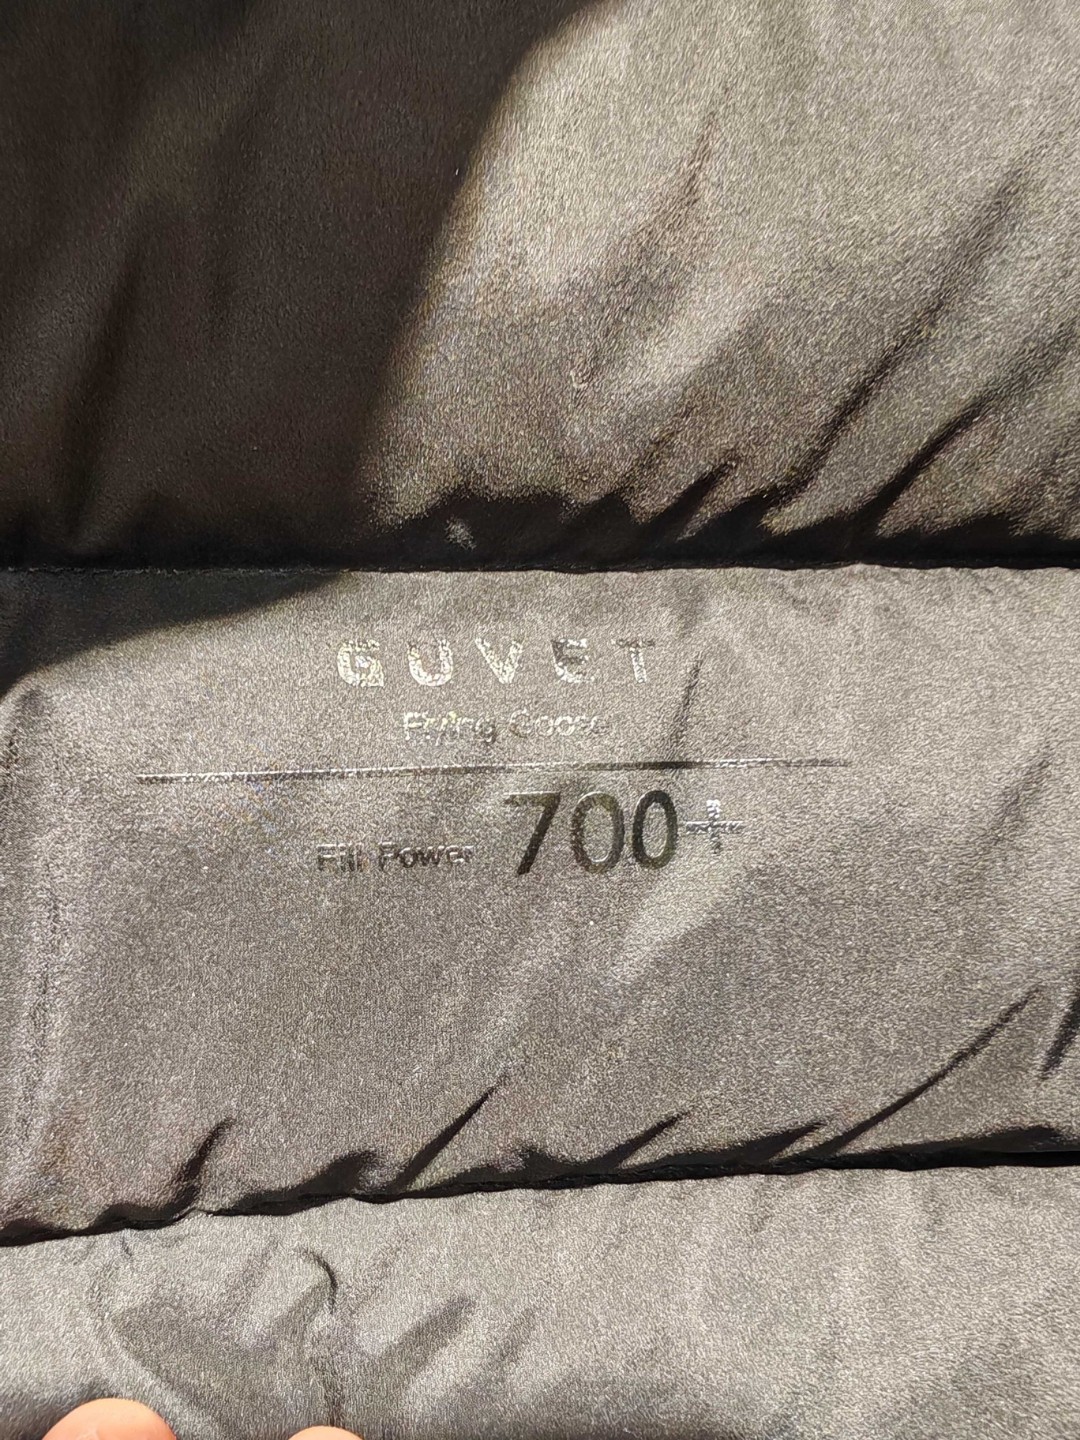 GUVET
Flying Goose
Fill Power 700+